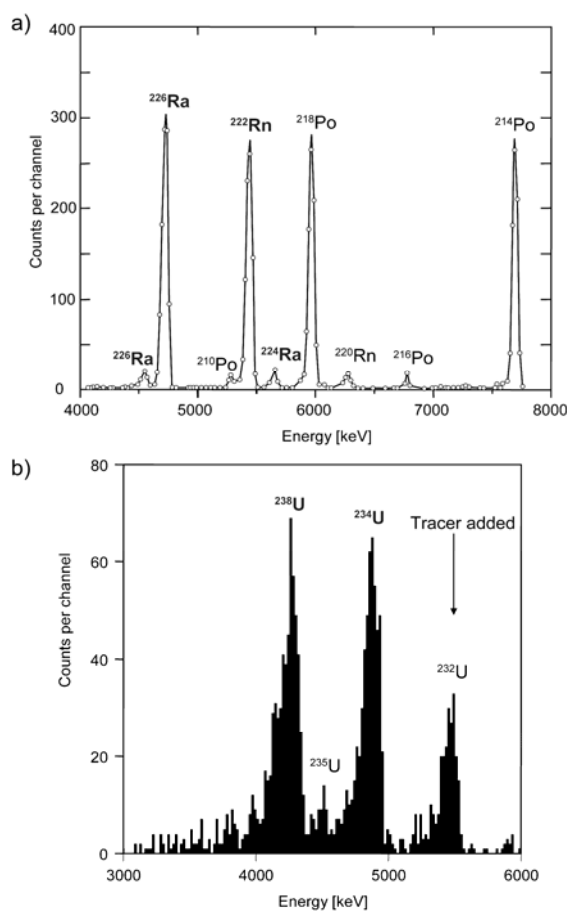 a)
400
300
200
100
0
Counts per channel
²²⁶Ra
²²⁶Ra
²²²Rn
²¹⁰Po
²²⁴Ra
²¹⁸Po
²²⁰Rn
²¹⁶Po
²¹⁴Po
4000 5000 6000 7000 8000
Energy [keV]
b)
80
60
40
20
0
Counts per channel
²³⁸U
²³⁵U
²³⁴U
Tracer added
²³²U
3000 4000 5000 6000
Energy [keV]